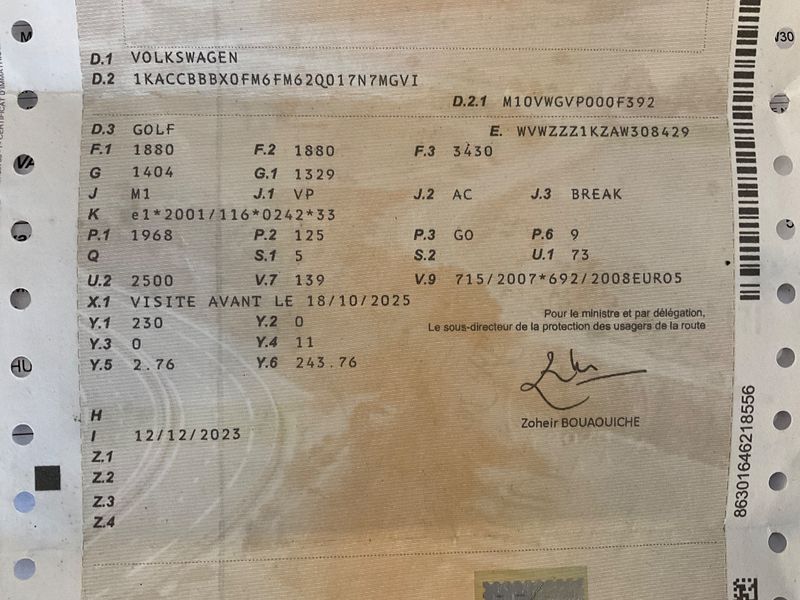 D.1 VOLKSWAGEN
D.2 1KACCBBBX0FM6FM62Q017N7MGVI
D.2.1 M10VWGVP000F392
D.3 GOLF E. WVWZZZ1KZAW308429
F.1 1880 F.2 1880 F.3 3430
G 1404 G.1 1329
J M1 J.1 VP J.2 AC J.3 BREAK
K e1*2001/116*0242*33
P.1 1968 P.2 125 P.3 GO P.6 9
Q S.1 5 S.2 U.1 73
U.2 2500 V.7 139 V.9 715/2007*692/2008EURO5
X.1 VISITE AVANT LE 18/10/2025
Y.1 230 Y.2 0
Y.3 0 Y.4 11
Y.5 2.76 Y.6 243.76
Pour le ministre et par délégation,
Le sous-directeur de la protection des usagers de la route
Zoheir BOUAOUICHE
H
I 12/12/2023
Z.1
Z.2
Z.3
Z.4
86301646218556